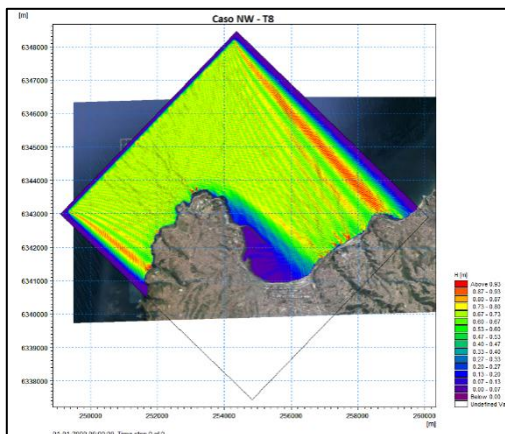 Caso NW - T8
[m]
6348000
6347000
6346000
6345000
6344000
6343000
6342000
6341000
6340000
6339000
6338000
250000
252000
254000
256000
258000
260000
[m]
H [m]
Above 0.93
0.87 - 0.93
0.80 - 0.87
0.73 - 0.80
0.67 - 0.73
0.60 - 0.67
0.53 - 0.60
0.47 - 0.53
0.40 - 0.47
0.33 - 0.40
0.27 - 0.33
0.20 - 0.27
0.13 - 0.20
0.07 - 0.13
0.00 - 0.07
Below 0.00
Undefined Va